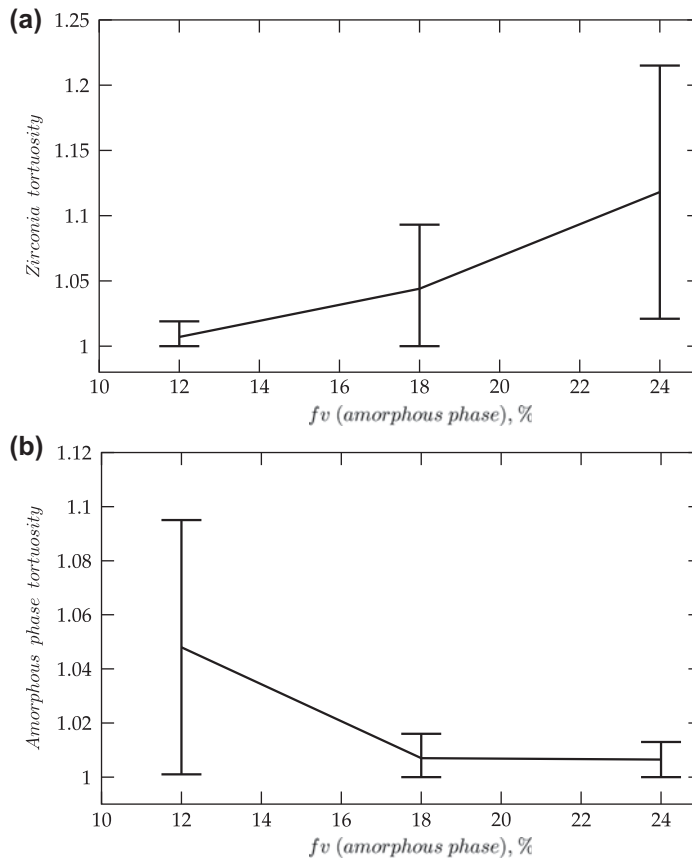 (a)
1.25
1.2
1.15
1.1
1.05
1
Zirconia tortuosity
10 12 14 16 18 20 22 24
fv (amorphous phase), %
(b)
1.12
1.1
1.08
1.06
1.04
1.02
1
Amorphous phase tortuosity
10 12 14 16 18 20 22 24
fv (amorphous phase), %